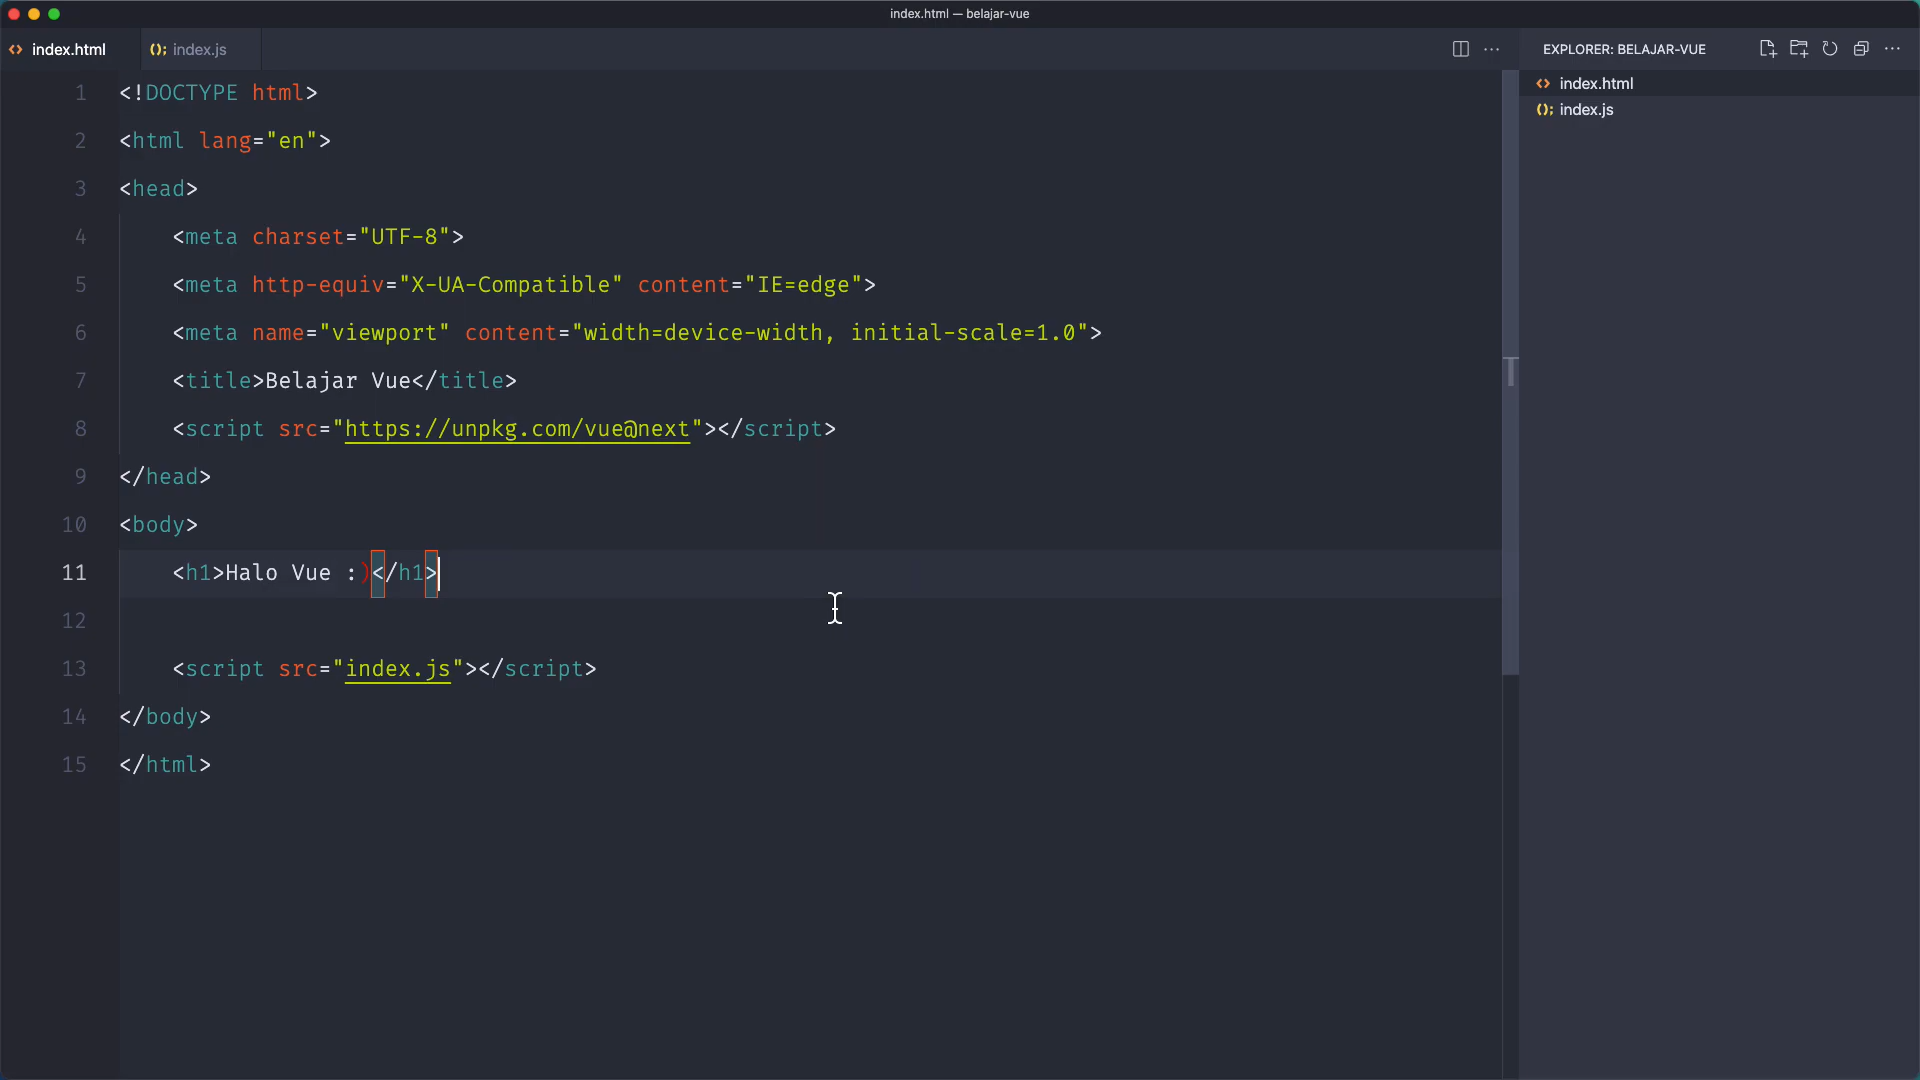 index.html — belajar-vue
index.html
index.js
EXPLORER: BELAJAR-VUE
index.html
index.js
1 <!DOCTYPE html>
2 <html lang="en">
3 <head>
4 <meta charset="UTF-8">
5 <meta http-equiv="X-UA-Compatible" content="IE=edge">
6 <meta name="viewport" content="width=device-width, initial-scale=1.0">
7 <title>Belajar Vue</title>
8 <script src="https://unpkg.com/vue@next"></script>
9 </head>
10 <body>
11 <h1>Halo Vue :)</h1>
12
13 <script src="index.js"></script>
14 </body>
15 </html>